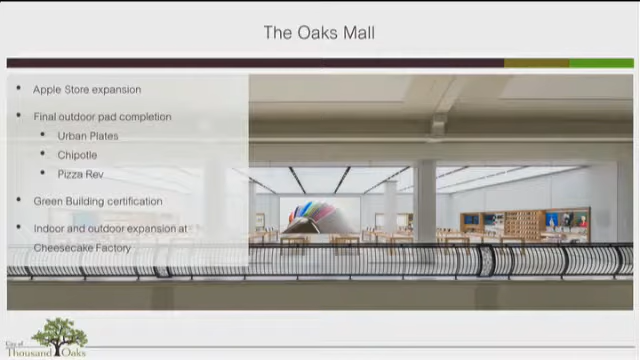 The Oaks Mall
• Apple Store expansion
• Final outdoor pad completion
• Urban Plates
• Chipotle
• Pizza Rev
• Green Building certification
• Indoor and outdoor expansion at
Cheesecake Factory
City of
Thousand Oaks